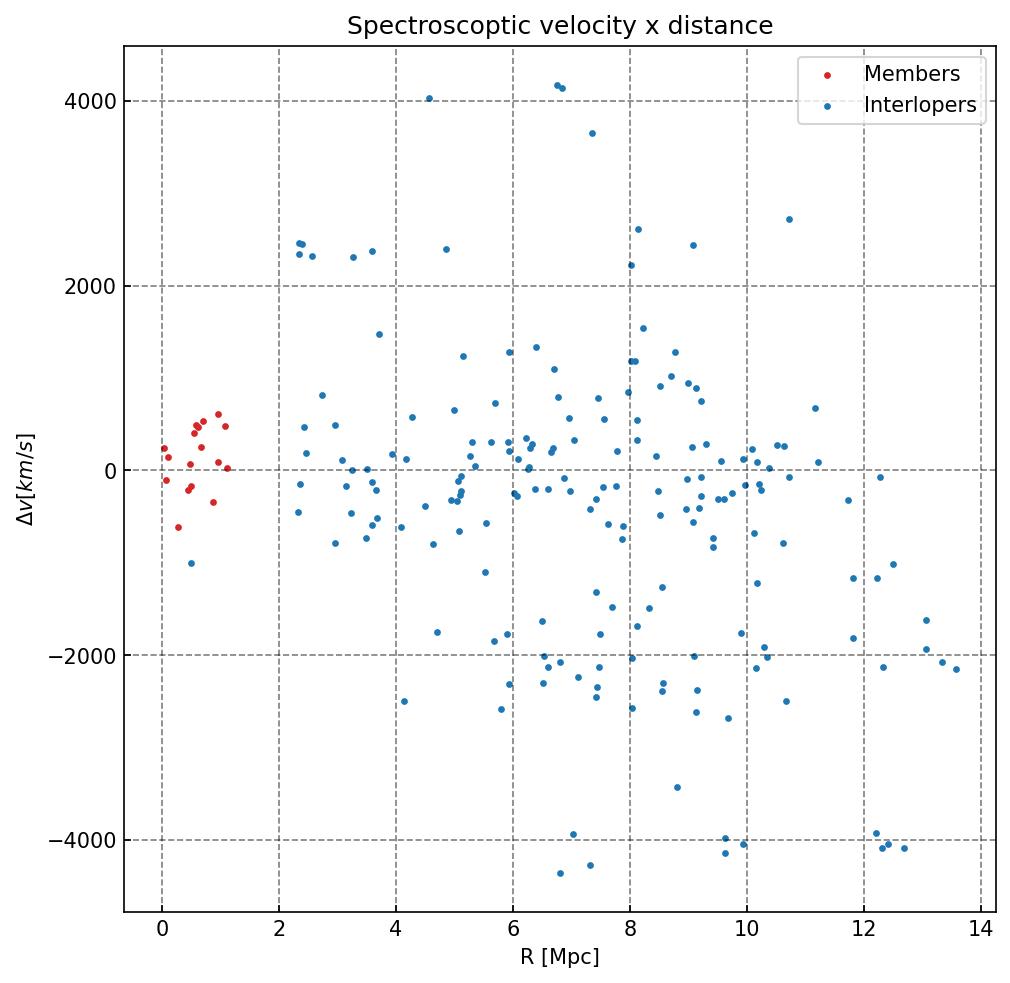 Spectroscoptic velocity x distance
Members
Interlopers
4000
2000
0
−2000
−4000
Δv[km/s]
0 2 4 6 8 10 12 14
R [Mpc]